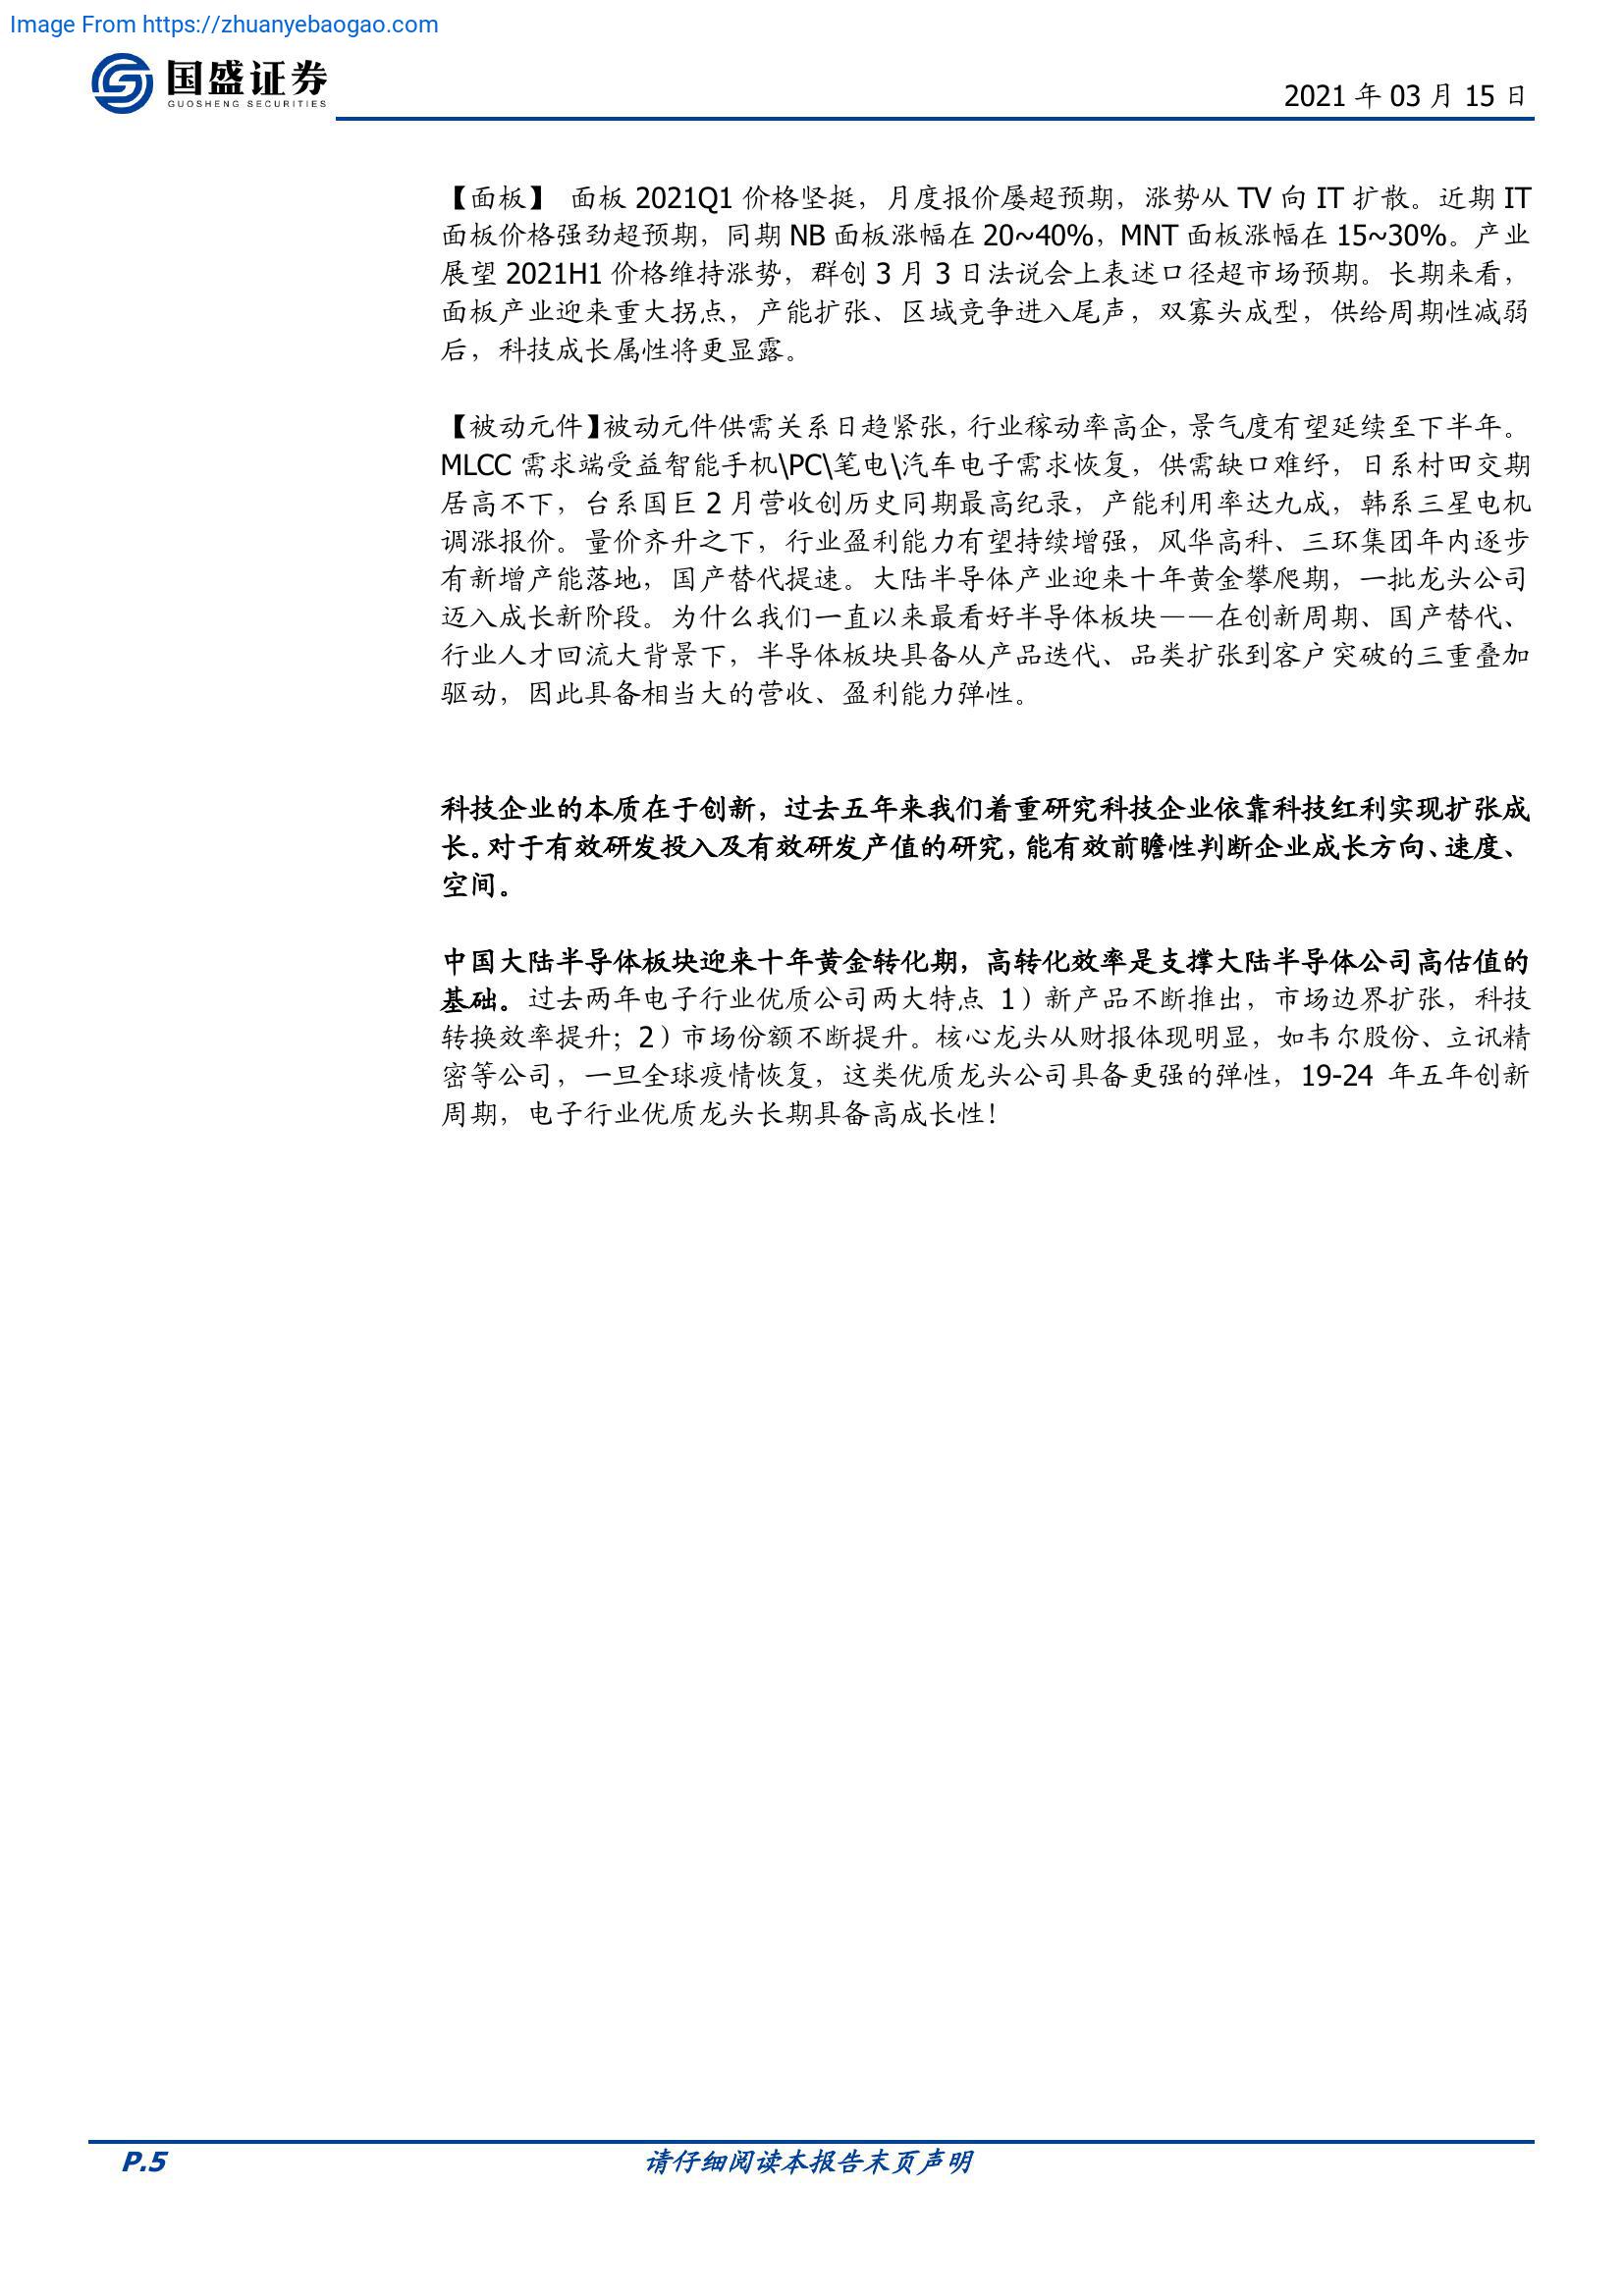 Image From https://zhuanyebaogao.com
国盛证券
GUOSHENG SECURITIES
2021 年 03 月 15 日
【面板】 面板 2021Q1 价格坚挺，月度报价屡超预期，涨势从 TV 向 IT 扩散。近期 IT
面板价格强劲超预期，同期 NB 面板涨幅在 20~40%，MNT 面板涨幅在 15~30%。产业
展望 2021H1 价格维持涨势，群创 3 月 3 日法说会上表述口径超市场预期。长期来看，
面板产业迎来重大拐点，产能扩张、区域竞争进入尾声，双寡头成型，供给周期性减弱
后，科技成长属性将更显露。
【被动元件】被动元件供需关系日趋紧张，行业稼动率高企，景气度有望延续至下半年。
MLCC 需求端受益智能手机\PC\笔电\汽车电子需求恢复，供需缺口难纾，日系村田交期
居高不下，台系国巨 2 月营收创历史同期最高纪录，产能利用率达九成，韩系三星电机
调涨报价。量价齐升之下，行业盈利能力有望持续增强，风华高科、三环集团年内逐步
有新增产能落地，国产替代提速。大陆半导体产业迎来十年黄金攀爬期，一批龙头公司
迈入成长新阶段。为什么我们一直以来最看好半导体板块——在创新周期、国产替代、
行业人才回流大背景下，半导体板块具备从产品迭代、品类扩张到客户突破的三重叠加
驱动，因此具备相当大的营收、盈利能力弹性。
科技企业的本质在于创新，过去五年来我们着重研究科技企业依靠科技红利实现扩张成
长。对于有效研发投入及有效研发产值的研究，能有效前瞻性判断企业成长方向、速度、
空间。
中国大陆半导体板块迎来十年黄金转化期，高转化效率是支撑大陆半导体公司高估值的
基础。过去两年电子行业优质公司两大特点 1）新产品不断推出，市场边界扩张，科技
转换效率提升；2）市场份额不断提升。核心龙头从财报体现明显，如韦尔股份、立讯精
密等公司，一旦全球疫情恢复，这类优质龙头公司具备更强的弹性，19-24 年五年创新
周期，电子行业优质龙头长期具备高成长性！
P.5
请仔细阅读本报告末页声明